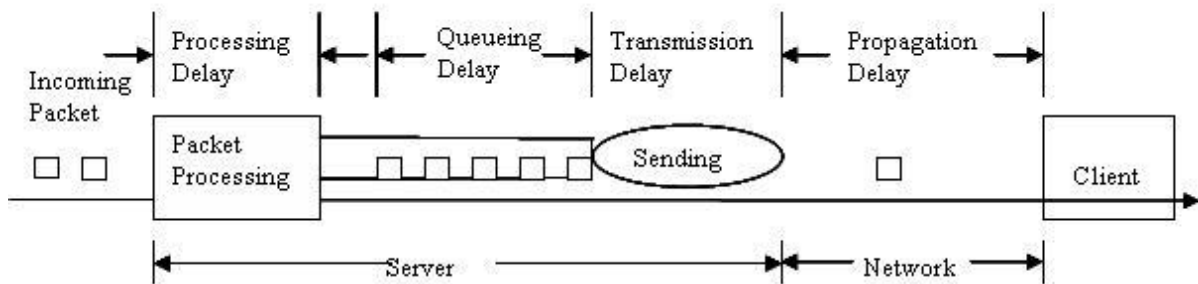 Processing
Delay
Queueing
Delay
Transmission
Delay
Propagation
Delay
Incoming
Packet
Packet
Processing
Sending
Client
Server
Network